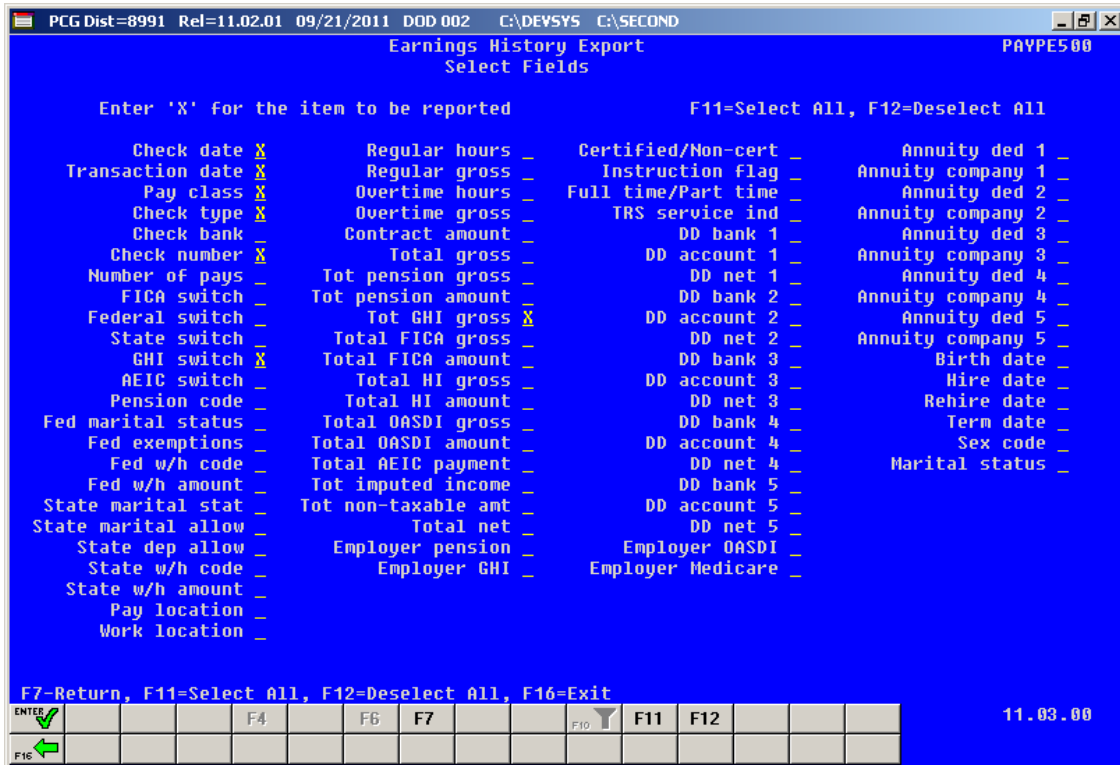 PCG Dist=8991 Rel=11.02.01 09/21/2011 DOD 002 C:\DEVSYS C:\SECOND
Earnings History Export PAYPE500
Select Fields
Enter 'X' for the item to be reported F11=Select All, F12=Deselect All
Check date X Regular hours _ Certified/Non-cert _ Annuity ded 1 _
Transaction date X Regular gross _ Instruction flag _ Annuity company 1 _
Pay class X Overtime hours _ Full time/Part time _ Annuity ded 2 _
Check type X Overtime gross _ TRS service ind _ Annuity company 2 _
Check bank _ Contract amount _ DD bank 1 _ Annuity ded 3 _
Check number X Total gross _ DD account 1 _ Annuity company 3 _
Number of pays _ Tot pension gross _ DD net 1 _ Annuity ded 4 _
FICA switch _ Tot pension amount _ DD bank 2 _ Annuity company 4 _
Federal switch _ Tot GHI gross X DD account 2 _ Annuity ded 5 _
State switch _ Total FICA gross _ DD net 2 _ Annuity company 5 _
GHI switch X Total FICA amount _ DD bank 3 _ Birth date _
AEIC switch _ Total HI gross _ DD account 3 _ Hire date _
Pension code _ Total HI amount _ DD net 3 _ Rehire date _
Fed marital status _ Total OASDI gross _ DD bank 4 _ Term date _
Fed exemptions _ Total OASDI amount _ DD account 4 _ Sex code _
Fed w/h code _ Total AEIC payment _ DD net 4 _ Marital status _
Fed w/h amount _ Tot imputed income _ DD bank 5 _
State marital stat _ Tot non-taxable amt _ DD account 5 _
State marital allow _ Total net _ DD net 5 _
State dep allow _ Employer pension _ Employer OASDI _
State w/h code _ Employer GHI _ Employer Medicare _
State w/h amount _
Pay location _
Work location _
F7-Return, F11=Select All, F12=Deselect All, F16=Exit
ENTER F4 F6 F7 F10 F11 F12 11.03.00
F16